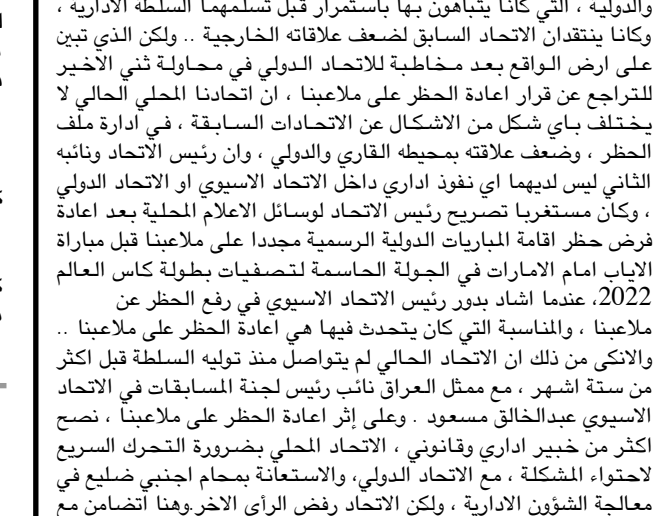 والدولية ، التي كانا يتباهون بها باستمرار قبل تسلمهما السلطة الادارية ،
وكانا ينتقدان الاتحاد السابق لضعف علاقاته الخارجية .. ولكن الذي تبين
على ارض الواقع بعد مخاطبة للاتحاد الدولي في محاولة ثني الاخير
للتراجع عن قرار اعادة الحظر على ملاعبنا ، ان اتحادنا المحلي الحالي لا
يختلف باي شكل من الاشكال عن الاتحادات السابقة ، في ادارة ملف
الحظر ، وضعف علاقته بمحيطه القاري والدولي ، وان رئيس الاتحاد ونائبه
الثاني ليس لديهما اي نفوذ اداري داخل الاتحاد الاسيوي او الاتحاد الدولي
، وكان مستغربا تصريح رئيس الاتحاد لوسائل الاعلام المحلية بعد اعادة
فرض حظر اقامة المباريات الدولية الرسمية مجددا على ملاعبنا قبل مباراة
الاياب امام الامارات في الجولة الحاسمة لتصفيات بطولة كاس العالم
2022، عندما اشاد بدور رئيس الاتحاد الاسيوي في رفع الحظر عن
ملاعبنا ، والمناسبة التي كان يتحدث فيها هي اعادة الحظر على ملاعبنا ..
والانكى من ذلك ان الاتحاد الحالي لم يتواصل منذ توليه السلطة قبل اكثر
من ستة اشهر ، مع ممثل العراق نائب رئيس لجنة المسابقات في الاتحاد
الاسيوي عبدالخالق مسعود . وعلى إثر اعادة الحظر على ملاعبنا ، نصح
اكثر من خبير اداري وقانوني ، الاتحاد المحلي بضرورة التحرك السريع
لاحتواء المشكلة ، مع الاتحاد الدولي، والاستعانة بمحام اجنبي ضليع في
معالجة الشؤون الادارية ، ولكن الاتحاد رفض الرأي الاخر.وهنا اتضامن مع